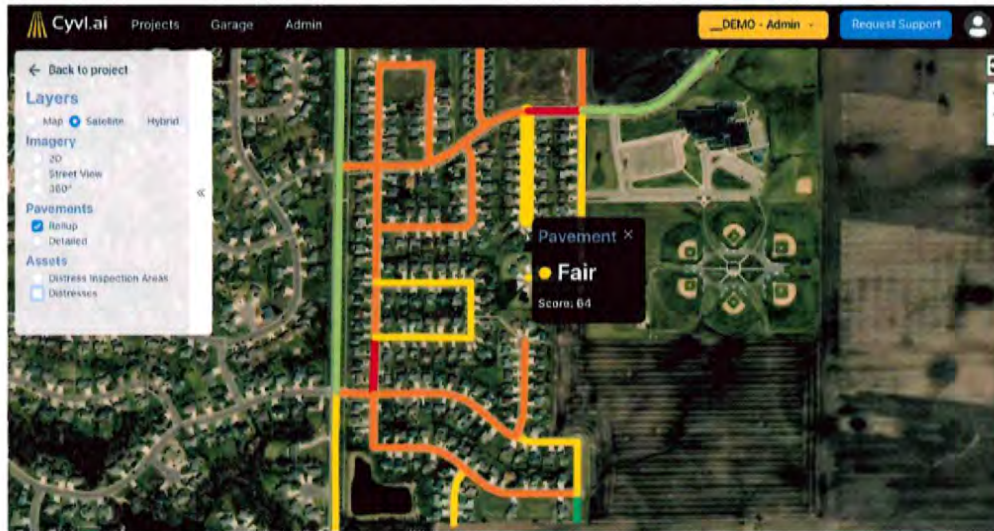 Cyvl.ai Projects Garage Admin __DEMO - Admin Request Support
← Back to project
Layers
Map Satellite Hybrid
Imagery
2D
Street View
360°
«
Pavements
Rollup
Detailed
Assets
Distress Inspection Areas
Distresses
Pavement ×
Fair
Score: 64